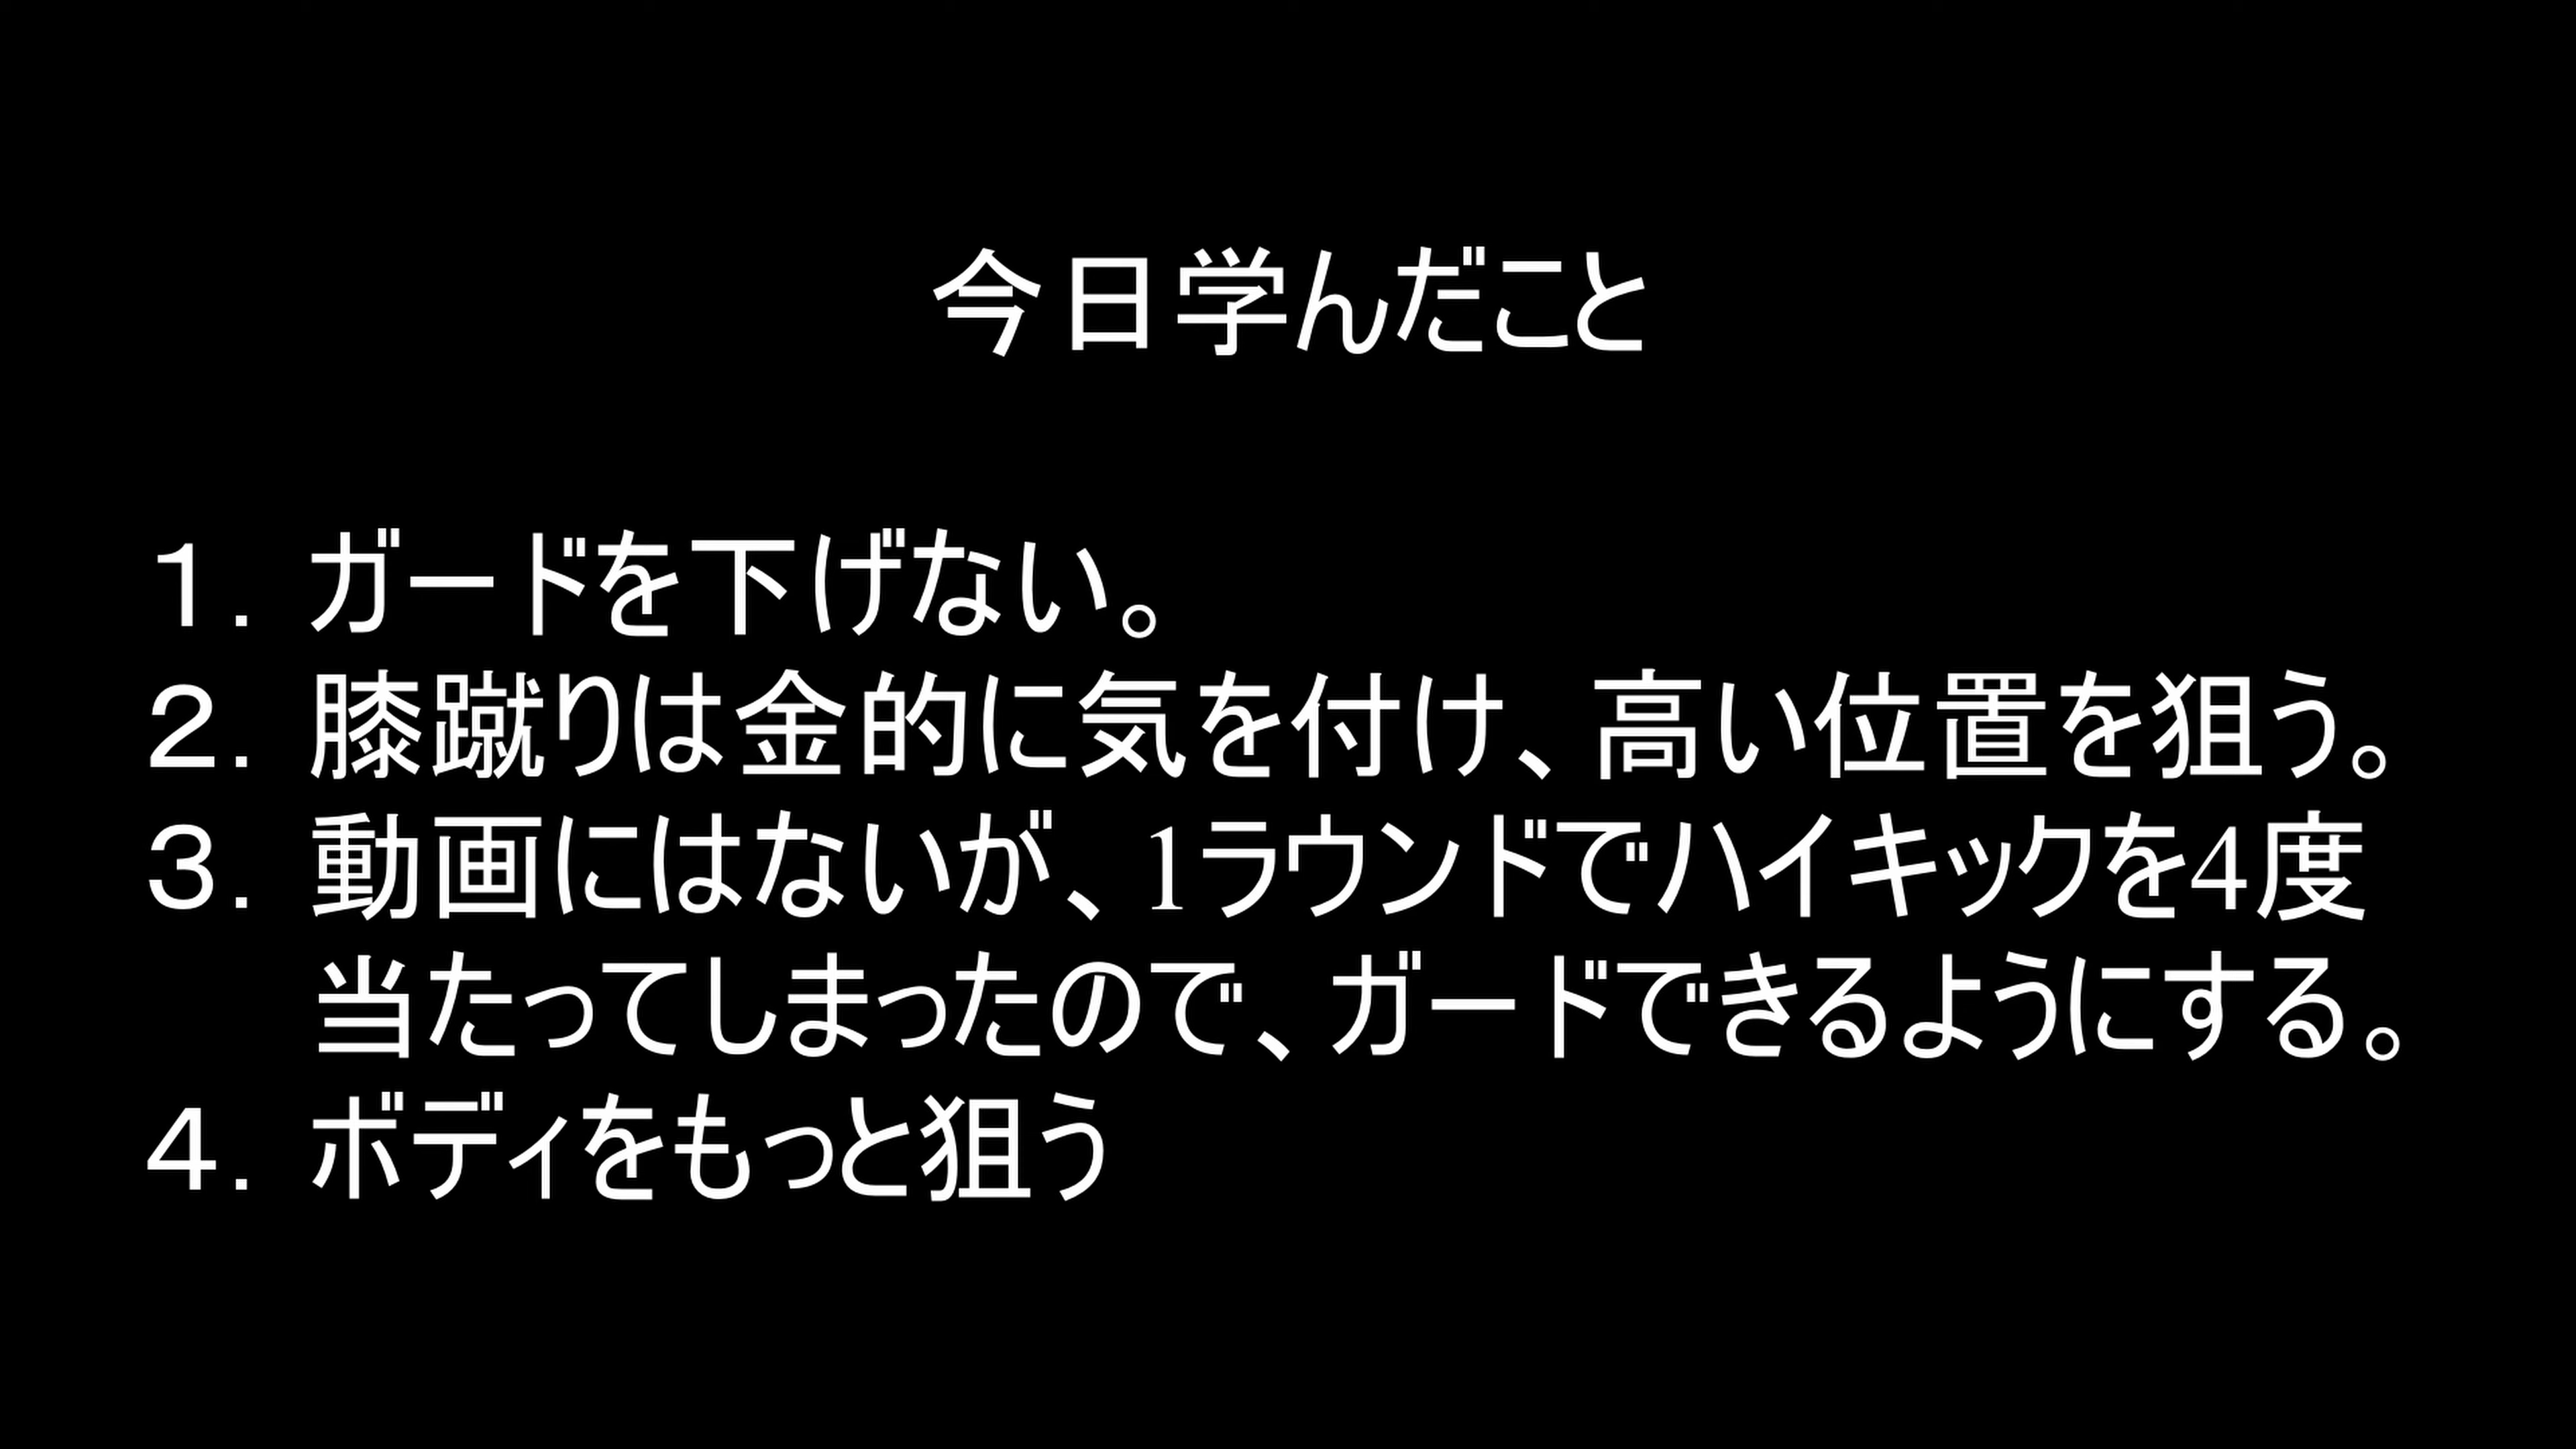 今日学んだこと
１．ガードを下げない。
２．膝蹴りは金的に気を付け、高い位置を狙う。
３．動画にはないが、1ラウンドでハイキックを4度
当たってしまったので、ガードできるようにする。
４．ボディをもっと狙う